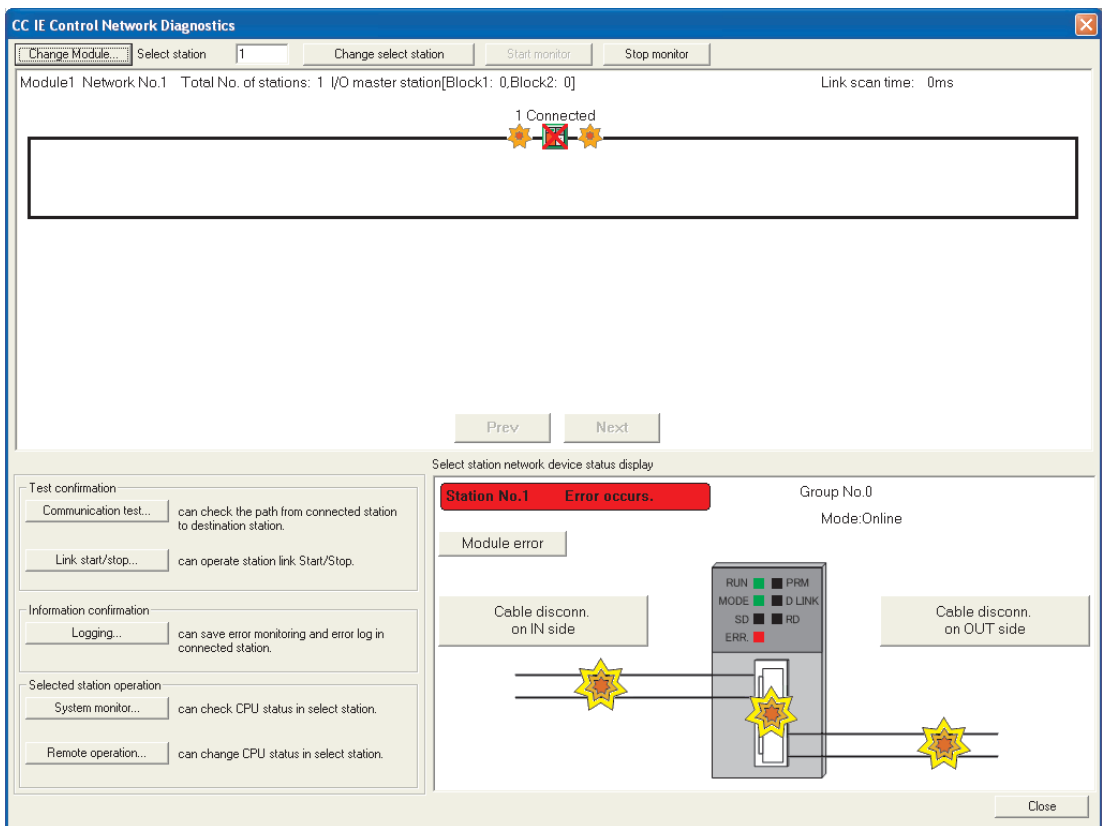 CC IE Control Network Diagnostics
Change Module... Select station 1 Change select station Start monitor Stop monitor
Module1 Network No.1 Total No. of stations: 1 I/O master station[Block1: 0,Block2: 0] Link scan time: 0ms
1 Connected
Prev Next
Select station network device status display
Test confirmation
Communication test... can check the path from connected station
to destination station.
Link start/stop... can operate station link Start/Stop.
Information confirmation
Logging... can save error monitoring and error log in
connected station.
Selected station operation
System monitor... can check CPU status in select station.
Remote operation... can change CPU status in select station.
Station No.1 Error occurs.
Group No.0
Mode:Online
Module error
Cable disconn.
on IN side
RUN PRM
MODE D LINK
SD RD
ERR.
Cable disconn.
on OUT side
Close